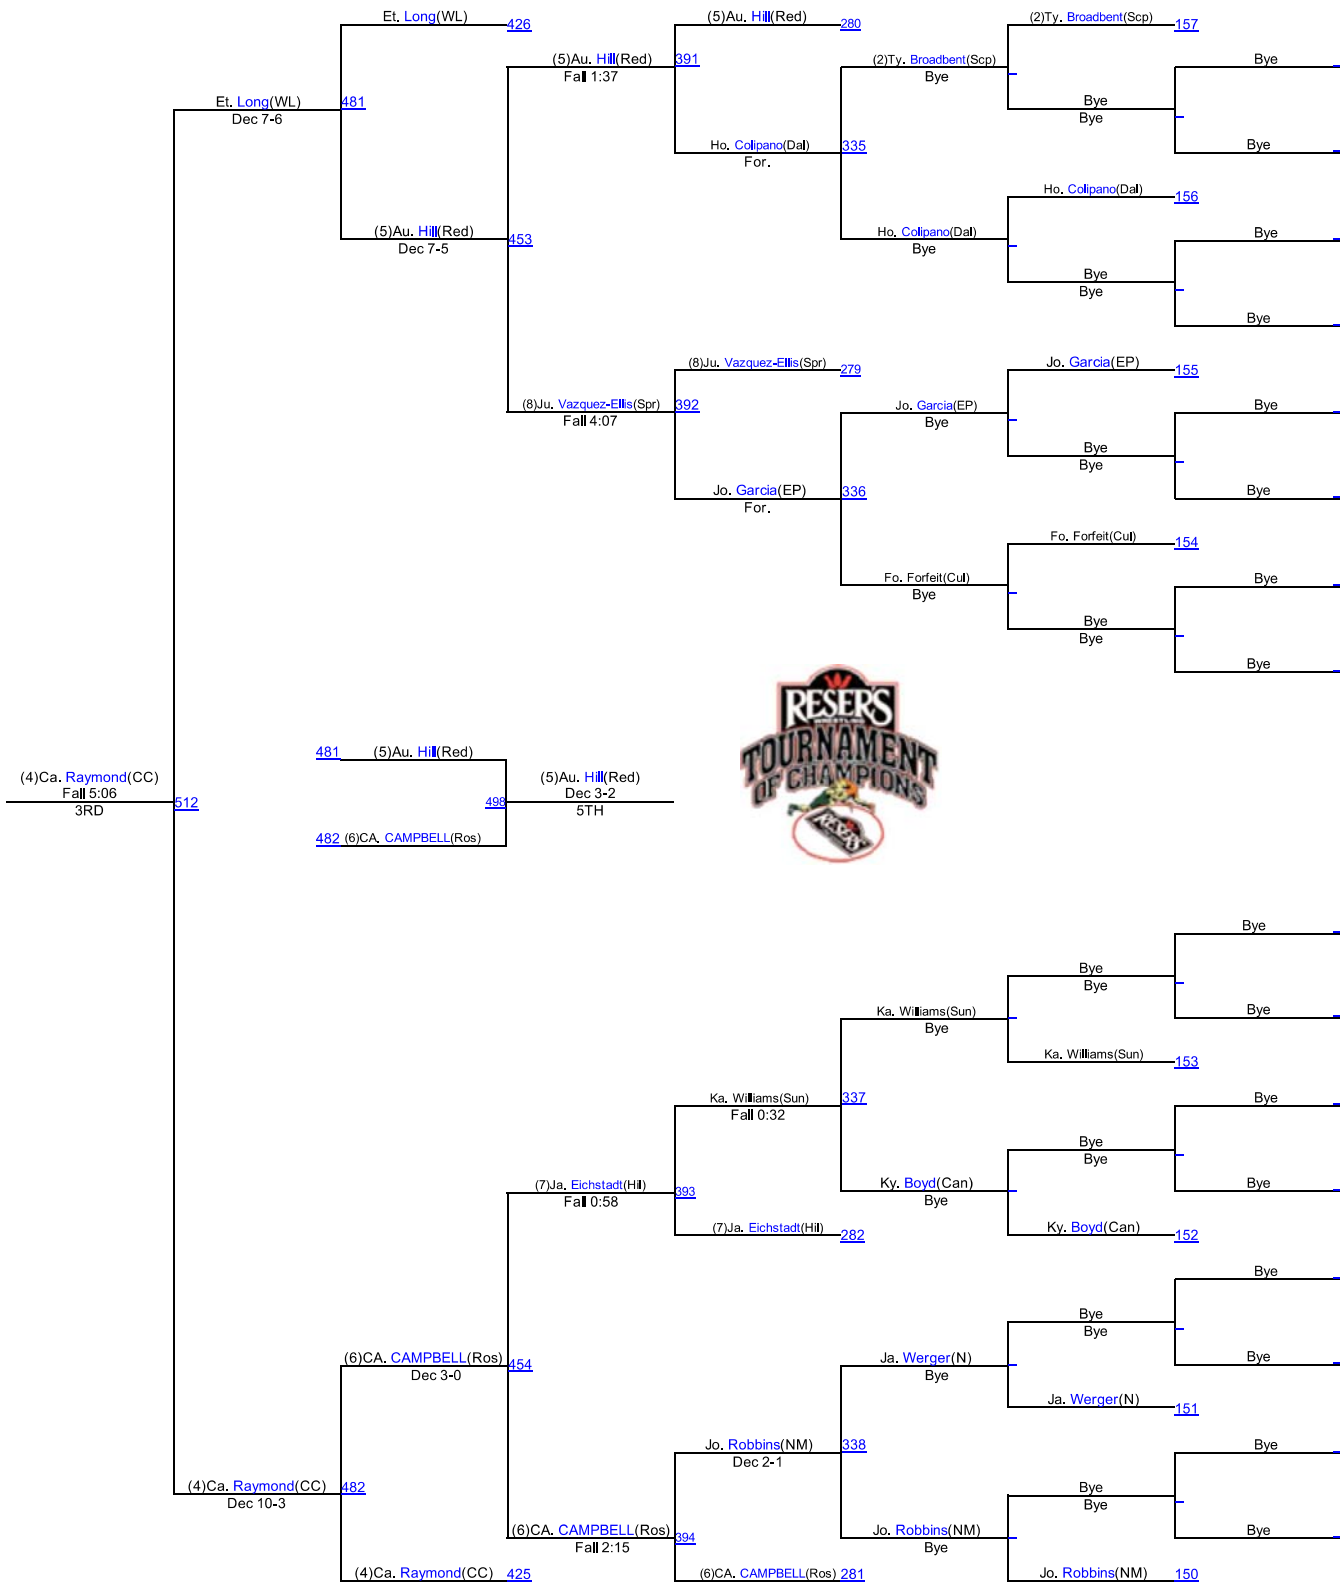 Et. Long(WL)
426
(5)Au. Hill(Red)
280
(2)Ty. Broadbent(Scp)
157
(5)Au. Hill(Red)
Fall 1:37
391
(2)Ty. Broadbent(Scp)
Bye
Bye
Et. Long(WL)
Dec 7-6
481
Bye
Bye
Ho. Colipano(Dal)
For.
335
Bye
Ho. Colipano(Dal)
156
(5)Au. Hill(Red)
Dec 7-5
453
Ho. Colipano(Dal)
Bye
Bye
Bye
Bye
Bye
(8)Ju. Vazquez-Ellis(Spr)
279
Jo. Garcia(EP)
155
(8)Ju. Vazquez-Ellis(Spr)
Fall 4:07
392
Jo. Garcia(EP)
Bye
Bye
Bye
Bye
Jo. Garcia(EP)
For.
336
Bye
Fo. Forfeit(Cul)
154
Fo. Forfeit(Cul)
Bye
Bye
Bye
Bye
Bye
RESER'S
WRESTLING
TOURNAMENT
OF CHAMPIONS
RESER'S
481
(5)Au. Hill(Red)
(4)Ca. Raymond(CC)
Fall 5:06
3RD
512
498
(5)Au. Hill(Red)
Dec 3-2
5TH
482
(6)CA. CAMPBELL(Ros)
Bye
Bye
Bye
Ka. Williams(Sun)
Bye
Bye
Ka. Williams(Sun)
153
Ka. Williams(Sun)
Fall 0:32
337
Bye
Bye
Bye
(7)Ja. Eichstadt(Hil)
Fall 0:58
393
Ky. Boyd(Can)
Bye
Bye
(7)Ja. Eichstadt(Hil)
282
Ky. Boyd(Can)
152
Bye
Bye
Bye
(6)CA. CAMPBELL(Ros)
Dec 3-0
454
Ja. Werger(N)
Bye
Bye
Ja. Werger(N)
151
Jo. Robbins(NM)
Dec 2-1
338
Bye
(4)Ca. Raymond(CC)
Dec 10-3
482
Bye
Bye
(6)CA. CAMPBELL(Ros)
Fall 2:15
394
Jo. Robbins(NM)
Bye
Bye
(4)Ca. Raymond(CC)
425
(6)CA. CAMPBELL(Ros)
281
Jo. Robbins(NM)
150